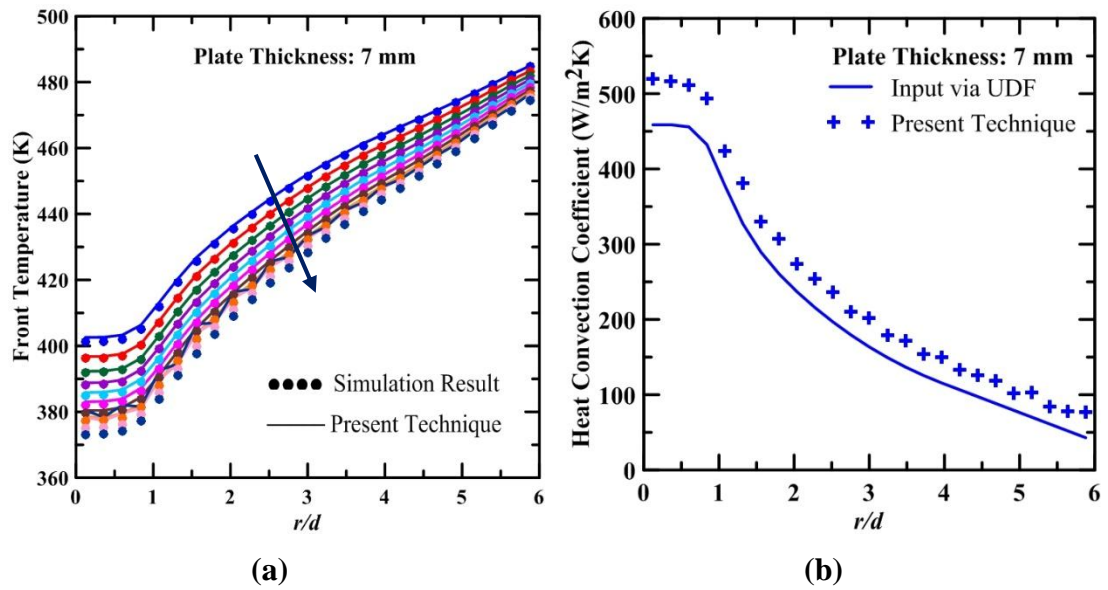 500
480
460
440
420
400
380
360
Front Temperature (K)
Plate Thickness: 7 mm
Simulation Result
Present Technique
0 1 2 3 4 5 6
r/d
(a)
600
500
400
300
200
100
0
Heat Convection Coefficient (W/m²K)
Plate Thickness: 7 mm
Input via UDF
Present Technique
0 1 2 3 4 5 6
r/d
(b)